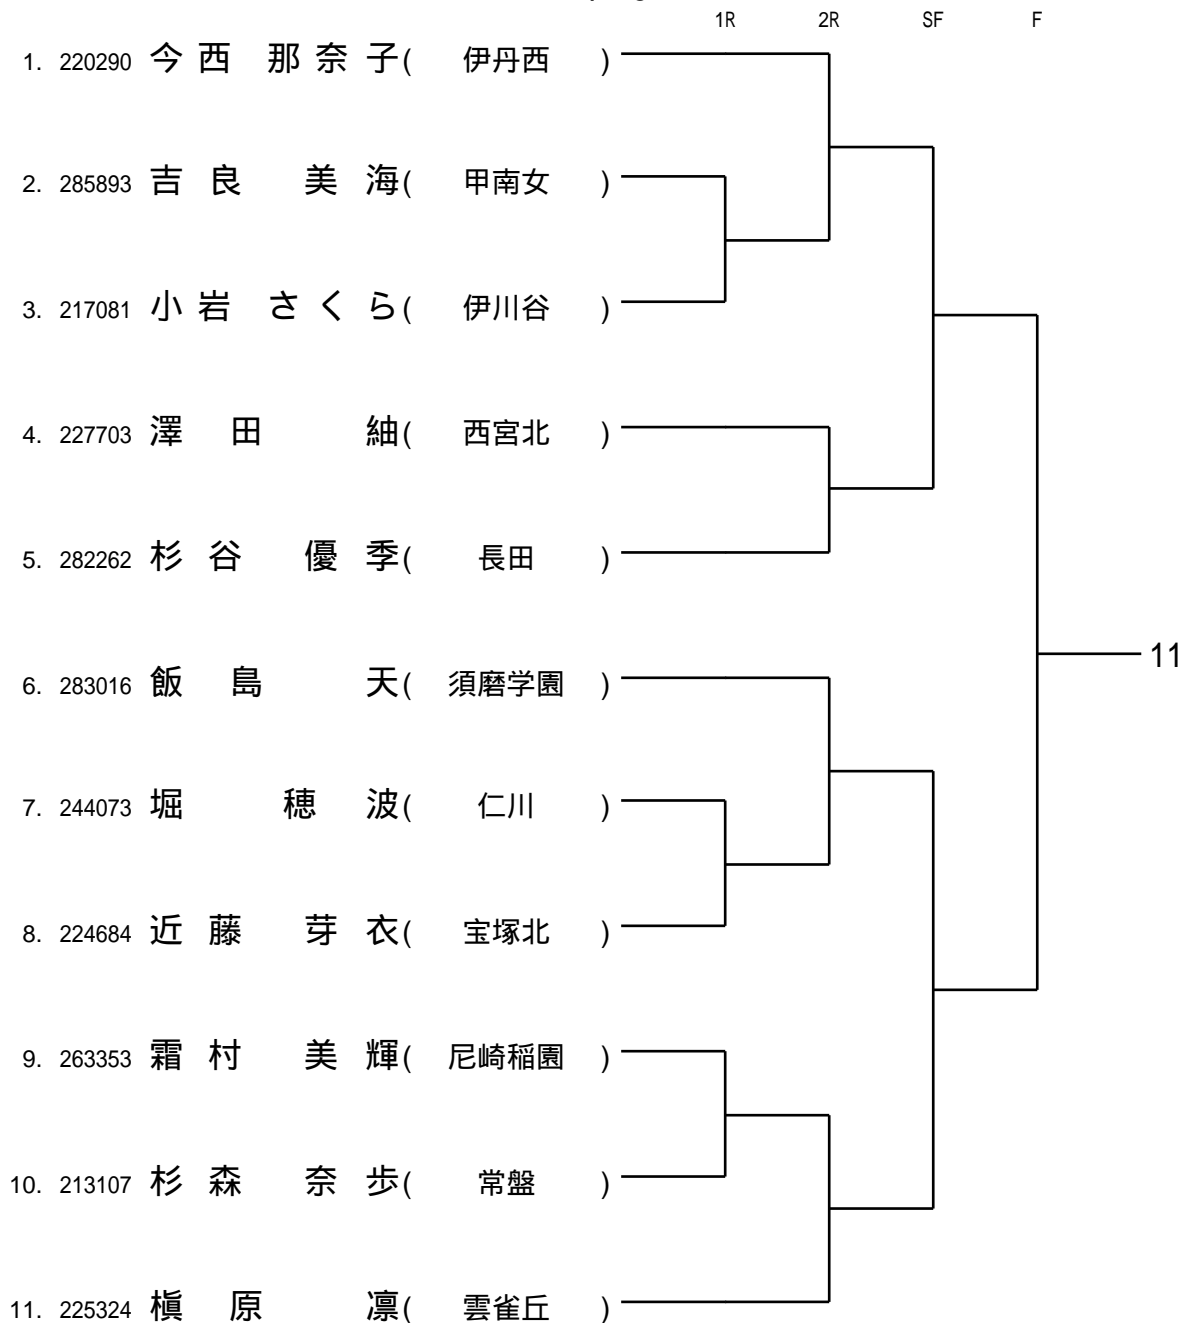 1R 2R SF F
1. 220290 今西 那奈子( 伊丹西 )
2. 285893 吉良 美海( 甲南女 )
3. 217081 小岩 さくら( 伊川谷 )
4. 227703 澤田 紬( 西宮北 )
5. 282262 杉谷 優季( 長田 )
11
6. 283016 飯島 天( 須磨学園 )
7. 244073 堀 穂波( 仁川 )
8. 224684 近藤 芽衣( 宝塚北 )
9. 263353 霜村 美輝( 尼崎稲園 )
10. 213107 杉森 奈歩( 常盤 )
11. 225324 槇原 凛( 雲雀丘 )